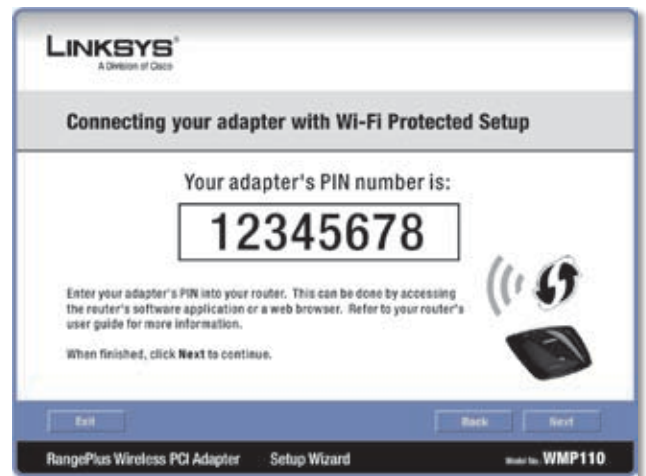 LINKSYS®
A Division of Cisco
Connecting your adapter with Wi-Fi Protected Setup
Your adapter's PIN number is:
12345678
Enter your adapter's PIN into your router. This can be done by accessing
the router's software application or a web browser. Refer to your router's
user guide for more information.
When finished, click Next to continue.
Exit
Back
Next
RangePlus Wireless PCI Adapter
Setup Wizard
Model No. WMP110